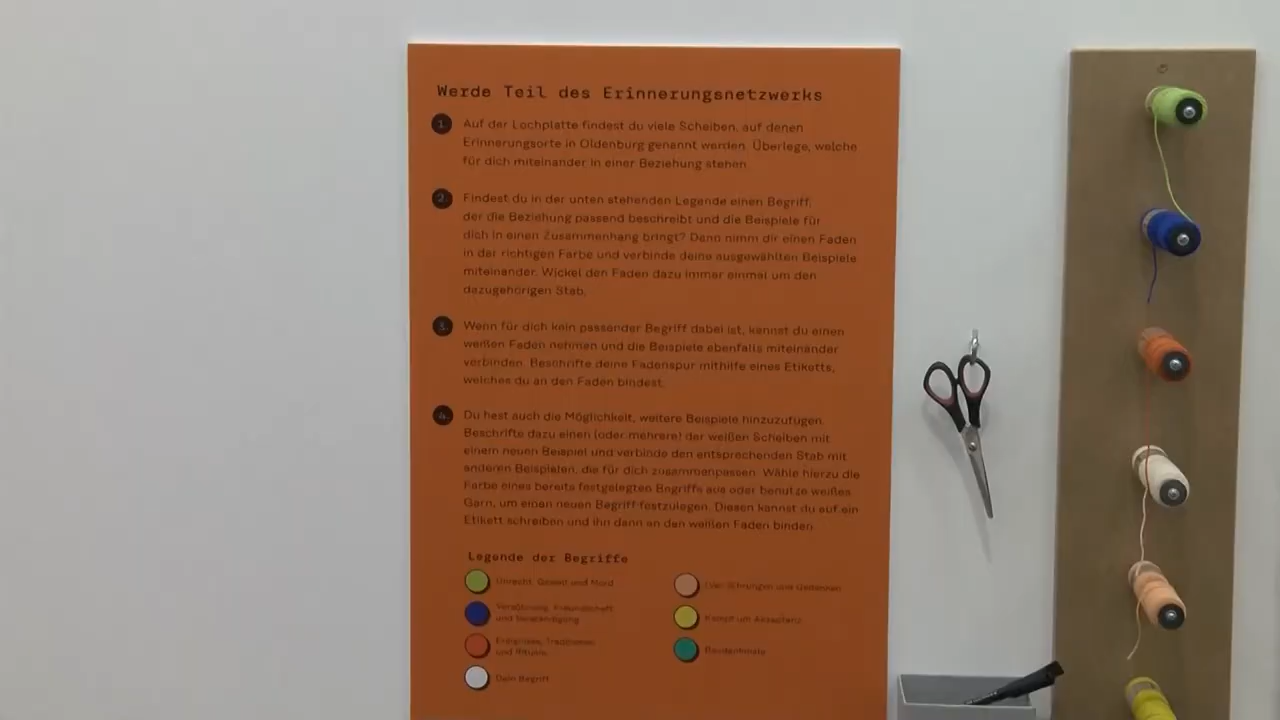 Werde Teil des Erinnerungsnetzwerks
1.
Auf der Lochplatte findest du viele Scheiben, auf denen
Erinnerungsorte in Oldenburg genannt werden. Überlege, welche
für dich miteinander in einer Beziehung stehen.
2.
Findest du in der unten stehenden Legende einen Begriff,
der die Beziehung passend beschreibt und die Beispiele für
dich in einen Zusammenhang bringt? Dann nimm dir einen Faden
in der richtigen Farbe und verbinde deine ausgewählten Beispiele
miteinander. Wickel den Faden dazu immer einmal um den
dazugehörigen Stab.
3.
Wenn für dich kein passender Begriff dabei ist, kannst du einen
weißen Faden nehmen und die Beispiele ebenfalls miteinander
verbinden. Beschrifte deine Fadenspur mithilfe eines Etiketts,
welches du an den Faden bindest.
4.
Du hast auch die Möglichkeit, weitere Beispiele hinzuzufügen.
Beschrifte dazu einen (oder mehrere) der weißen Scheiben mit
einem neuen Beispiel und verbinde den entsprechenden Stab mit
anderen Beispielen, die für dich zusammenpassen. Wähle hierzu die
Farbe eines bereits festgelegten Begriffs aus oder benutze weißes
Garn, um einen neuen Begriff festzulegen. Diesen kannst du auf ein
Etikett schreiben und ihn dann an den weißen Faden binden.
Legende der Begriffe
Unrecht, Gewalt und Mord
Versöhnung, Freundschaft
und Verständigung
Ereignisse, Traditionen
und Rituale
Dein Begriff
und Gedenken
Kampf um Akzeptanz
Baudenkmale